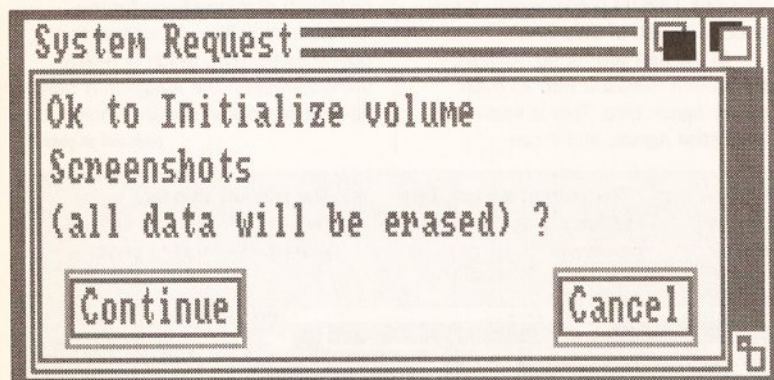 System Request
Ok to Initialize volume
Screenshots
(all data will be erased) ?
Continue Cancel